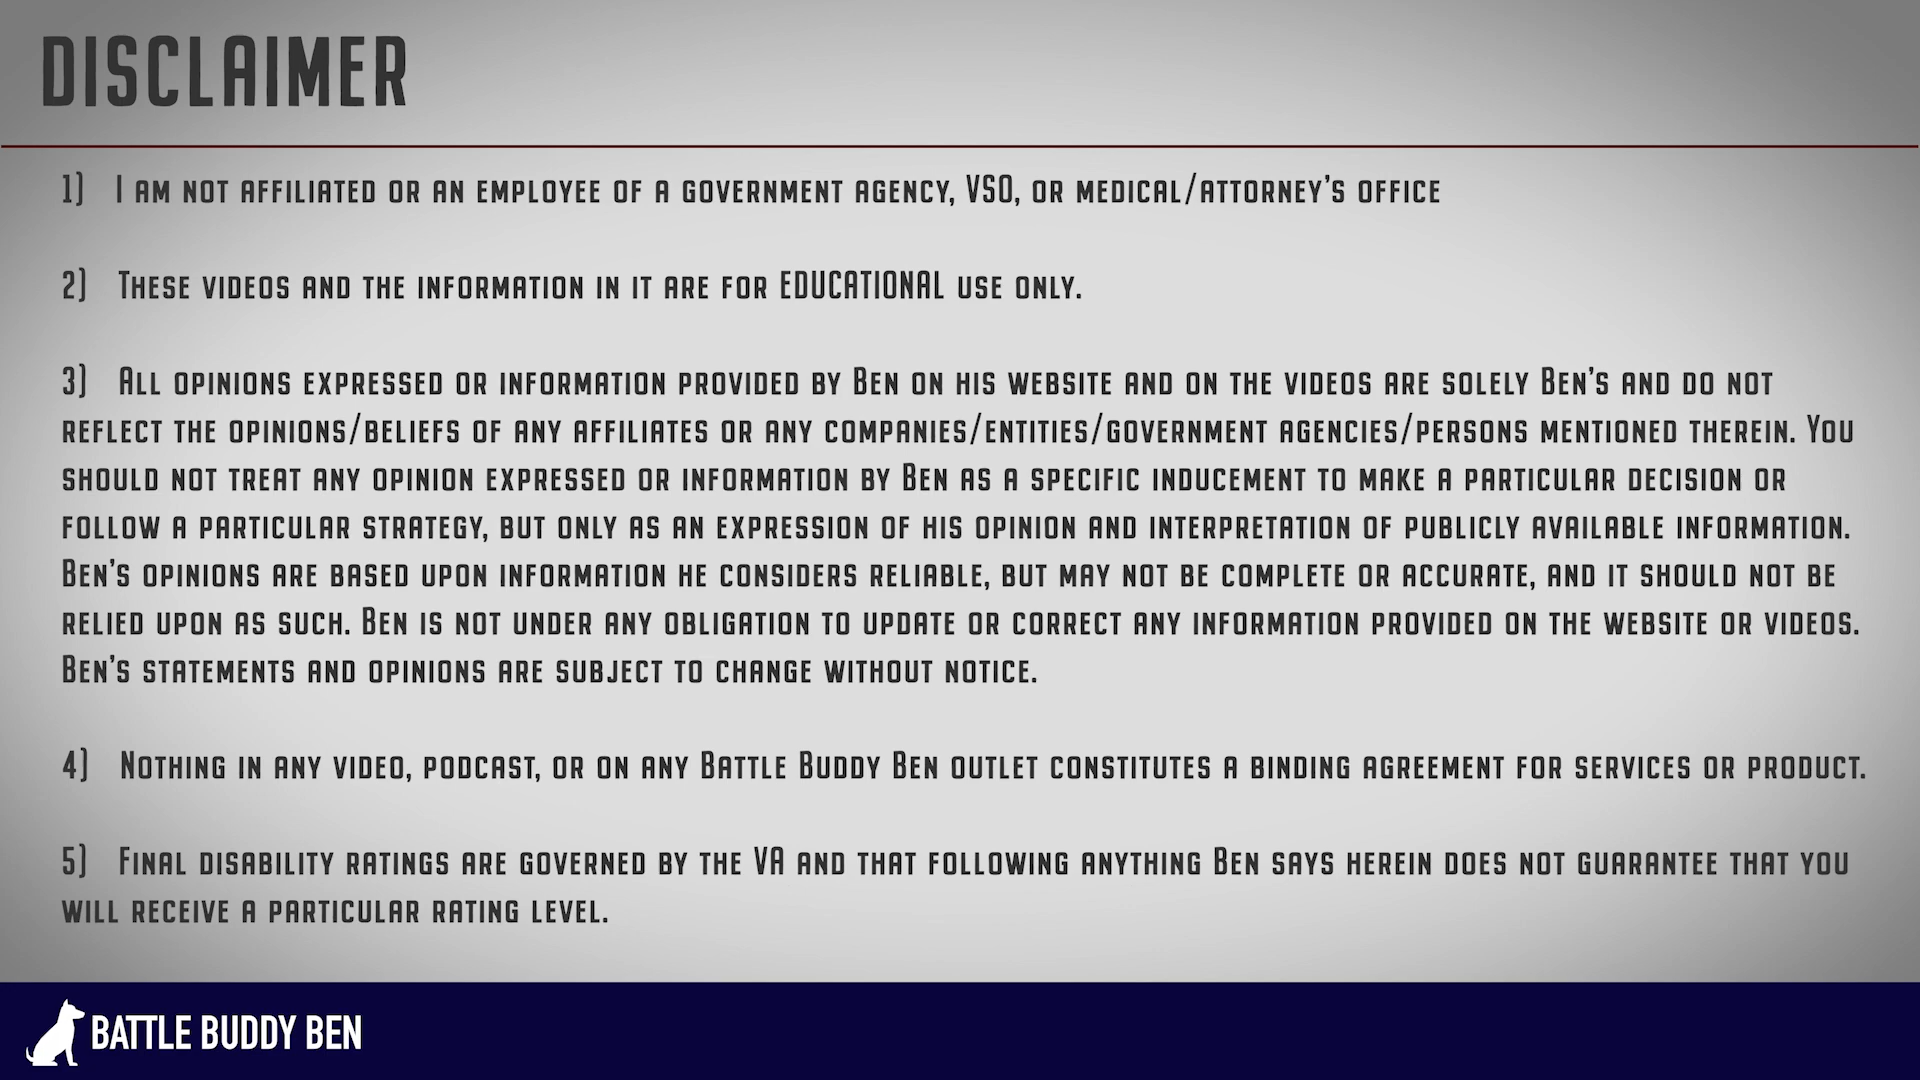 DISCLAIMER
1) I am not affiliated or an employee of a government agency, VSO, or medical/attorney's office
2) These videos and the information in it are for EDUCATIONAL use only.
3) All opinions expressed or information provided by Ben on his website and on the videos are solely Ben's and do not
reflect the opinions/beliefs of any affiliates or any companies/entities/government agencies/persons mentioned therein. You
should not treat any opinion expressed or information by Ben as a specific inducement to make a particular decision or
follow a particular strategy, but only as an expression of his opinion and interpretation of publicly available information.
Ben's opinions are based upon information he considers reliable, but may not be complete or accurate, and it should not be
relied upon as such. Ben is not under any obligation to update or correct any information provided on the website or videos.
Ben's statements and opinions are subject to change without notice.
4) Nothing in any video, podcast, or on any Battle Buddy Ben outlet constitutes a binding agreement for services or product.
5) Final disability ratings are governed by the VA and that following anything Ben says herein does not guarantee that you
will receive a particular rating level.
BATTLE BUDDY BEN